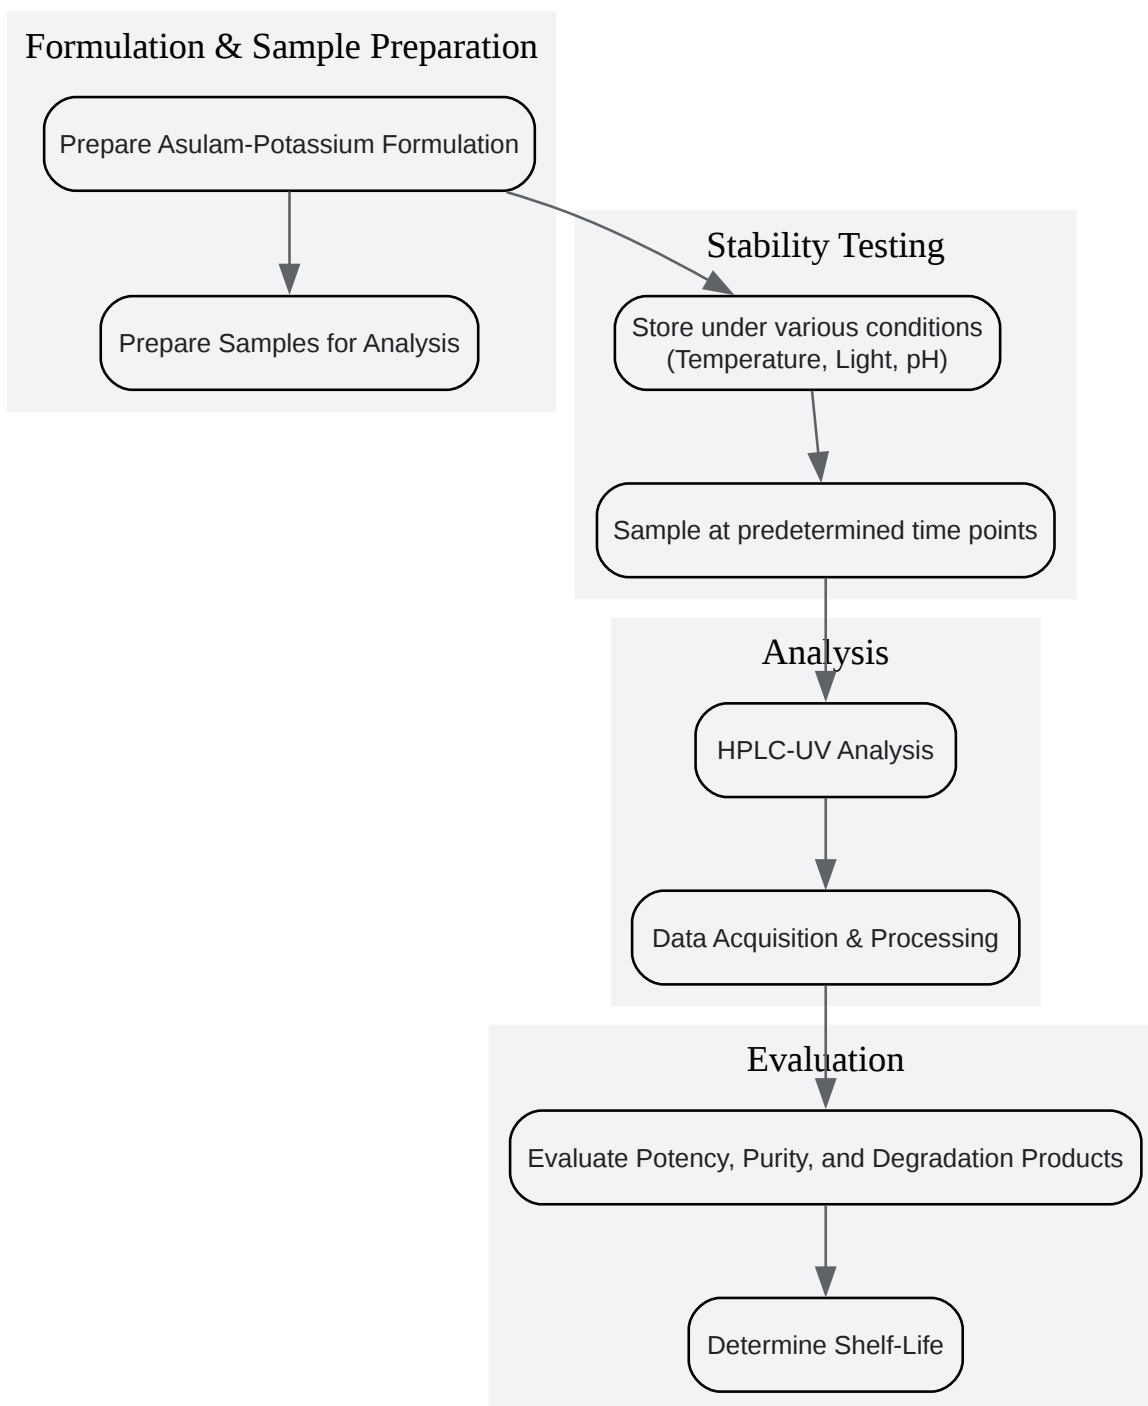 Formulation & Sample Preparation
Prepare Asulam-Potassium Formulation
Prepare Samples for Analysis
Stability Testing
Store under various conditions
(Temperature, Light, pH)
Sample at predetermined time points
Analysis
HPLC-UV Analysis
Data Acquisition & Processing
Evaluation
Evaluate Potency, Purity, and Degradation Products
Determine Shelf-Life